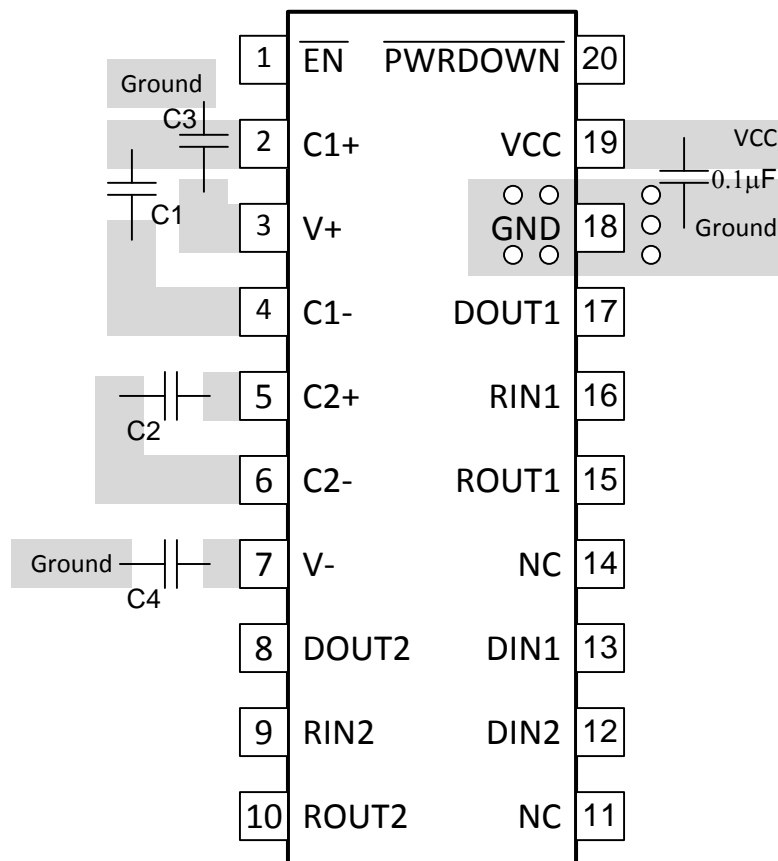 1 EN PWRDOWN 20
Ground
C3
2 C1+ VCC 19 VCC
0.1µF
C1
3 V+ GND 18 Ground
4 C1- DOUT1 17
5 C2+ RIN1 16
C2
6 C2- ROUT1 15
Ground 7 V- NC 14
C4
8 DOUT2 DIN1 13
9 RIN2 DIN2 12
10 ROUT2 NC 11